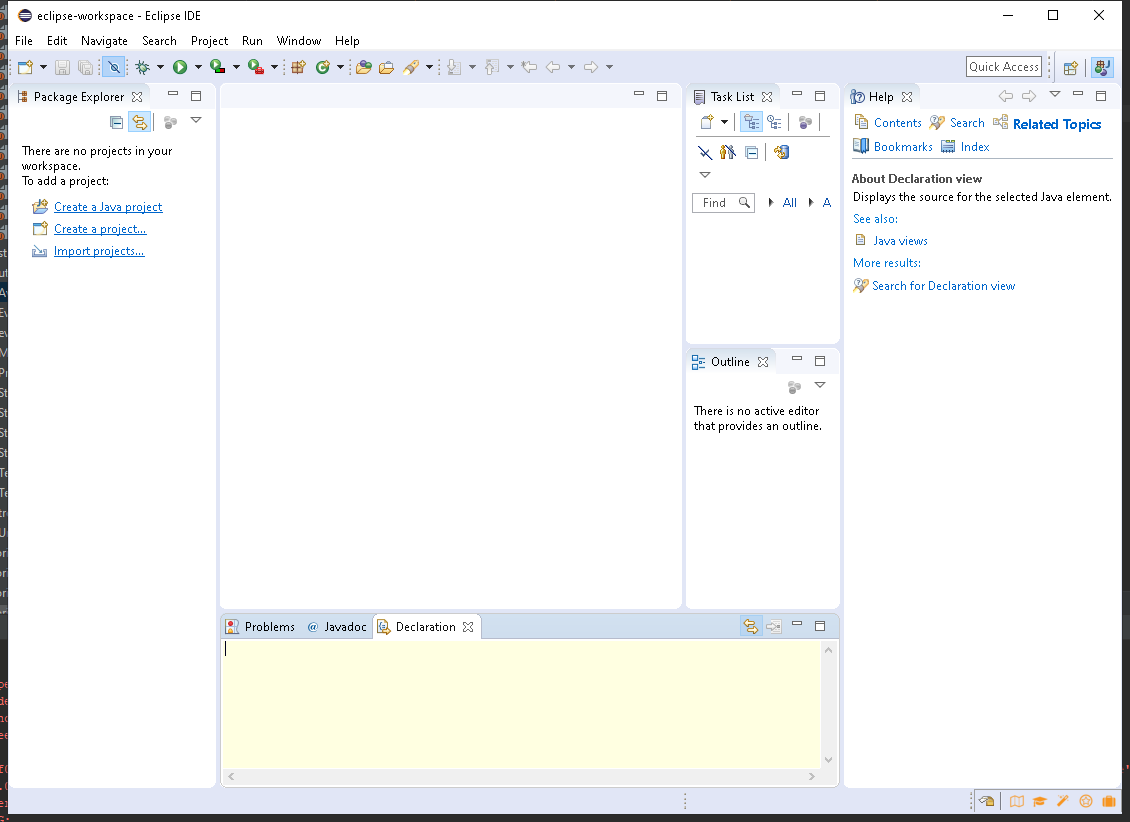 eclipse-workspace - Eclipse IDE
File Edit Navigate Search Project Run Window Help
Quick Access
Package Explorer
There are no projects in your
workspace.
To add a project:
Create a Java project
Create a project...
Import projects...
Task List
Find All A
Outline
There is no active editor
that provides an outline.
Help
Contents Search Related Topics
Bookmarks Index
About Declaration view
Displays the source for the selected Java element.
See also:
Java views
More results:
Search for Declaration view
Problems @ Javadoc Declaration